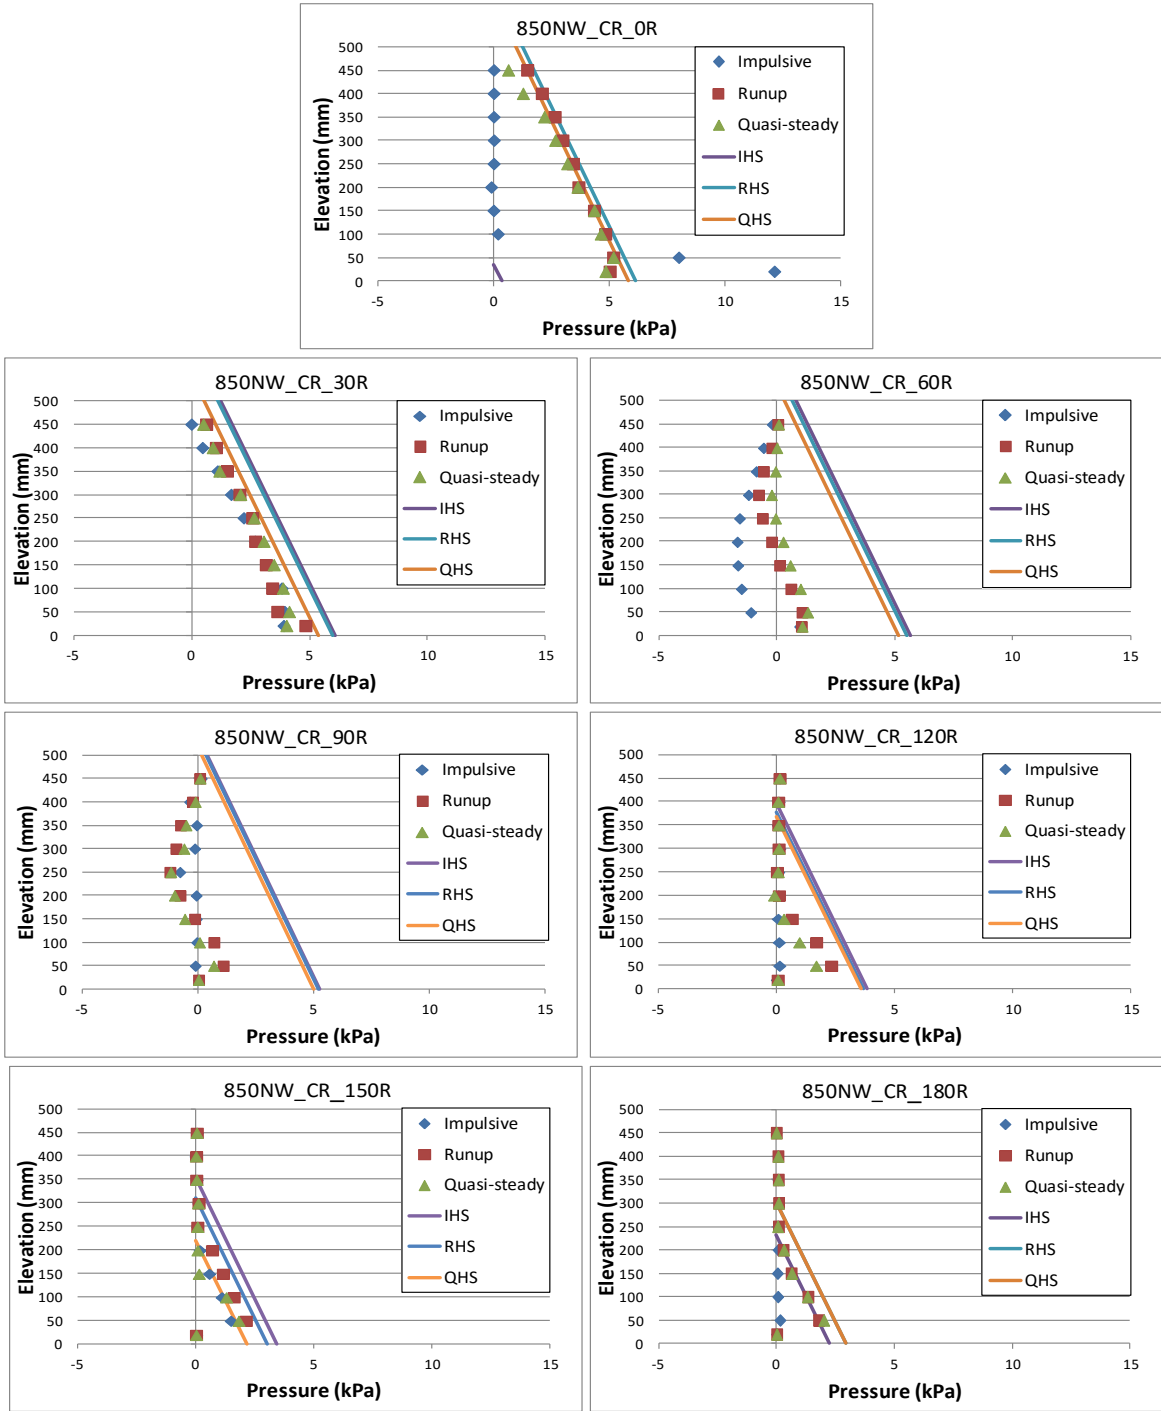 850NW_CR_0R
500
450
400
350
300
250
200
150
100
50
0
Elevation (mm)
-5 0 5 10 15
Pressure (kPa)
Impulsive
Runup
Quasi-steady
IHS
RHS
QHS
850NW_CR_30R
500
450
400
350
300
250
200
150
100
50
0
Elevation (mm)
-5 0 5 10 15
Pressure (kPa)
Impulsive
Runup
Quasi-steady
IHS
RHS
QHS
850NW_CR_60R
500
450
400
350
300
250
200
150
100
50
0
Elevation (mm)
-5 0 5 10 15
Pressure (kPa)
Impulsive
Runup
Quasi-steady
IHS
RHS
QHS
850NW_CR_90R
500
450
400
350
300
250
200
150
100
50
0
Elevation (mm)
-5 0 5 10 15
Pressure (kPa)
Impulsive
Runup
Quasi-steady
IHS
RHS
QHS
850NW_CR_120R
500
450
400
350
300
250
200
150
100
50
0
Elevation (mm)
-5 0 5 10 15
Pressure (kPa)
Impulsive
Runup
Quasi-steady
IHS
RHS
QHS
850NW_CR_150R
500
450
400
350
300
250
200
150
100
50
0
Elevation (mm)
-5 0 5 10 15
Pressure (kPa)
Impulsive
Runup
Quasi-steady
IHS
RHS
QHS
850NW_CR_180R
500
450
400
350
300
250
200
150
100
50
0
Elevation (mm)
-5 0 5 10 15
Pressure (kPa)
Impulsive
Runup
Quasi-steady
IHS
RHS
QHS